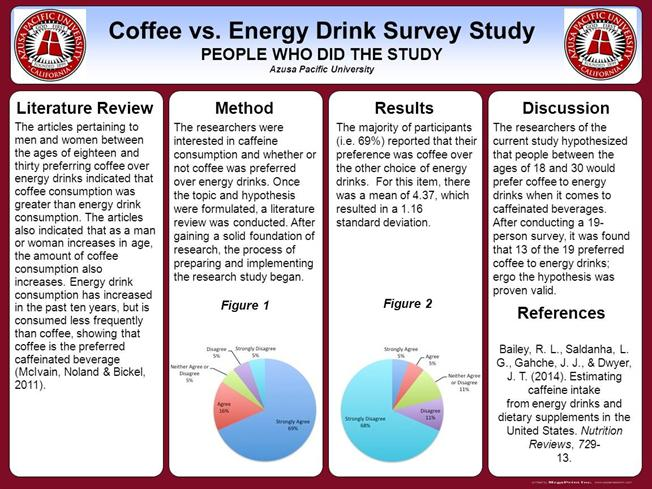 Coffee vs. Energy Drink Survey Study
PEOPLE WHO DID THE STUDY
Azusa Pacific University
AZUSA PACIFIC UNIVERSITY
CALIFORNIA
AZUSA PACIFIC UNIVERSITY
CALIFORNIA
Literature Review
The articles pertaining to
men and women between
the ages of eighteen and
thirty preferring coffee over
energy drinks indicated that
coffee consumption was
greater than energy drink
consumption. The articles
also indicated that as a man
or woman increases in age,
the amount of coffee
consumption also
increases. Energy drink
consumption has increased
in the past ten years, but is
consumed less frequently
than coffee, showing that
coffee is the preferred
caffeinated beverage
(McIvain, Noland & Bickel,
2011).
Method
The researchers were
interested in caffeine
consumption and whether or
not coffee was preferred
over energy drinks. Once
the topic and hypothesis
were formulated, a literature
review was conducted. After
gaining a solid foundation of
research, the process of
preparing and implementing
the research study began.
Figure 1
Disagree
5%
Strongly Disagree
5%
Neither Agree or
Disagree
5%
Agree
16%
Strongly Agree
69%
Results
The majority of participants
(i.e. 69%) reported that their
preference was coffee over
the other choice of energy
drinks. For this item, there
was a mean of 4.37, which
resulted in a 1.16
standard deviation.
Figure 2
Strongly Agree
5%
Agree
5%
Neither Agree
or Disagree
11%
Disagree
11%
Strongly Disagree
68%
Discussion
The researchers of the
current study hypothesized
that people between the
ages of 18 and 30 would
prefer coffee to energy
drinks when it comes to
caffeinated beverages.
After conducting a 19-
person survey, it was found
that 13 of the 19 preferred
coffee to energy drinks;
ergo the hypothesis was
proven valid.
References
Bailey, R. L., Saldanha, L.
G., Gahche, J. J., & Dwyer,
J. T. (2014). Estimating
caffeine intake
from energy drinks and
dietary supplements in the
United States. Nutrition
Reviews, 729-
13.
MegaPrint Inc.